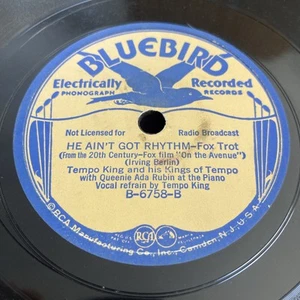 BLUEBIRD
Electrically Recorded
PHONOGRAPH RECORDS
Not Licensed for Radio Broadcast
HE AIN'T GOT RHYTHM-Fox Trot
(From the 20th Century-Fox film "On the Avenue")
(Irving Berlin)
Tempo King and his Kings of Tempo
with Queenie Ada Rubin at the Piano
Vocal refrain by Tempo King
B-6758-B
RCA
©RCA Manufacturing Co., Inc., Camden, N.J. U.S.A.